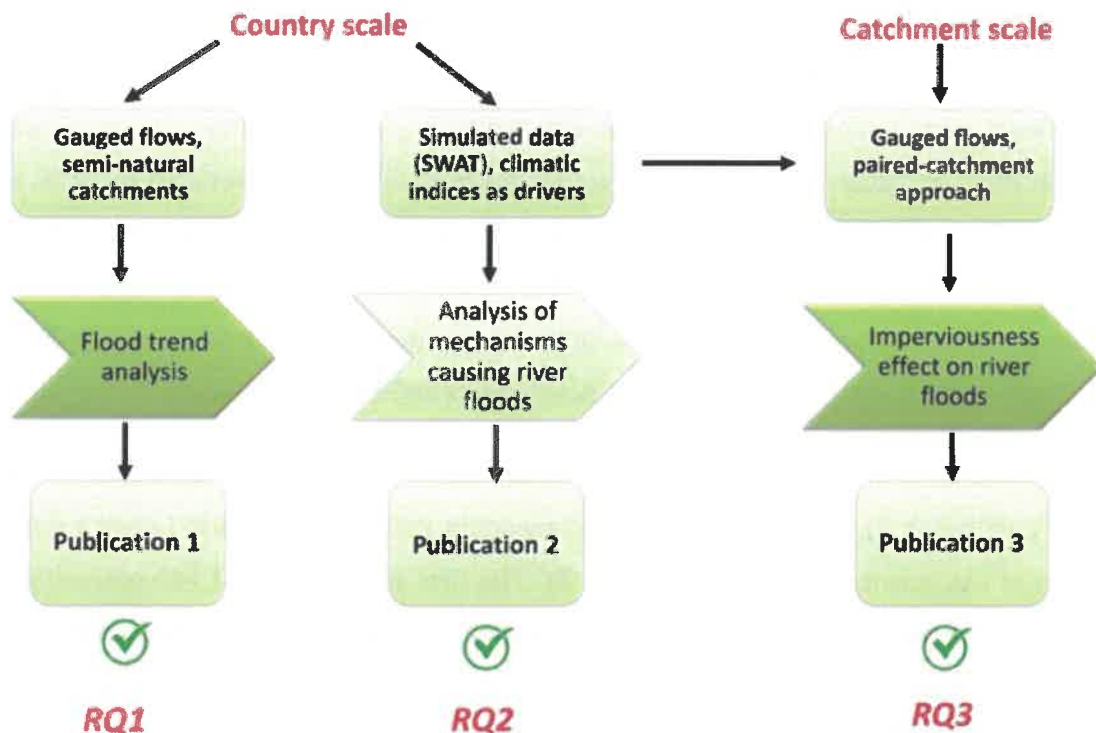 Country scale
Catchment scale
Gauged flows,
semi-natural
catchments
Simulated data
(SWAT), climatic
indices as drivers
Gauged flows,
paired-catchment
approach
Flood trend
analysis
Analysis of
mechanisms
causing river
floods
Imperviousness
effect on river
floods
Publication 1
Publication 2
Publication 3
RQ1
RQ2
RQ3